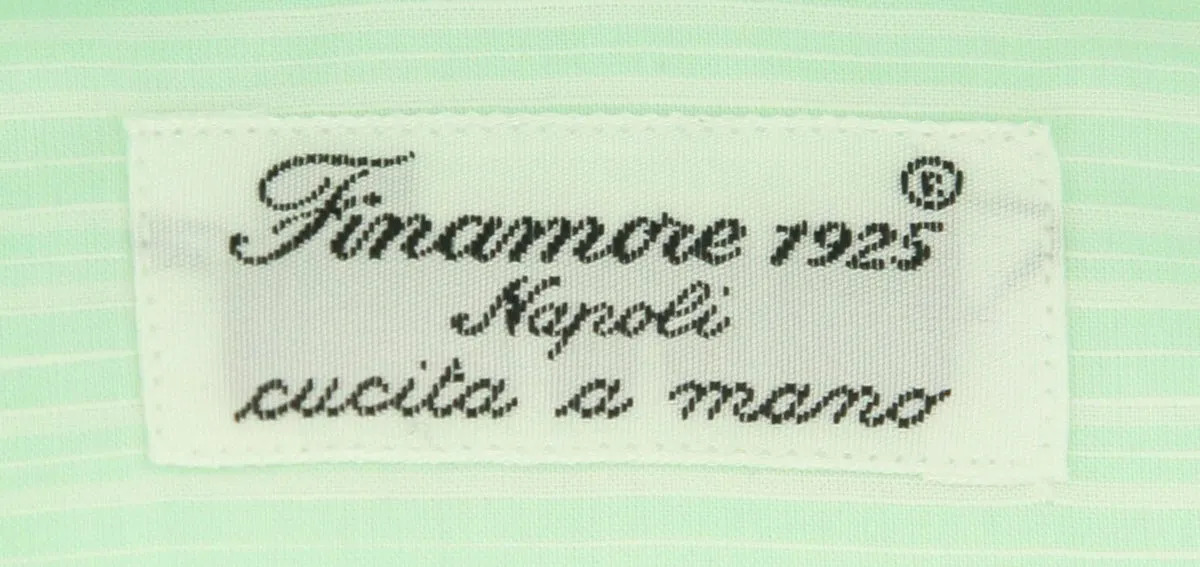 Finamore 1925®
Napoli
cucita a mano